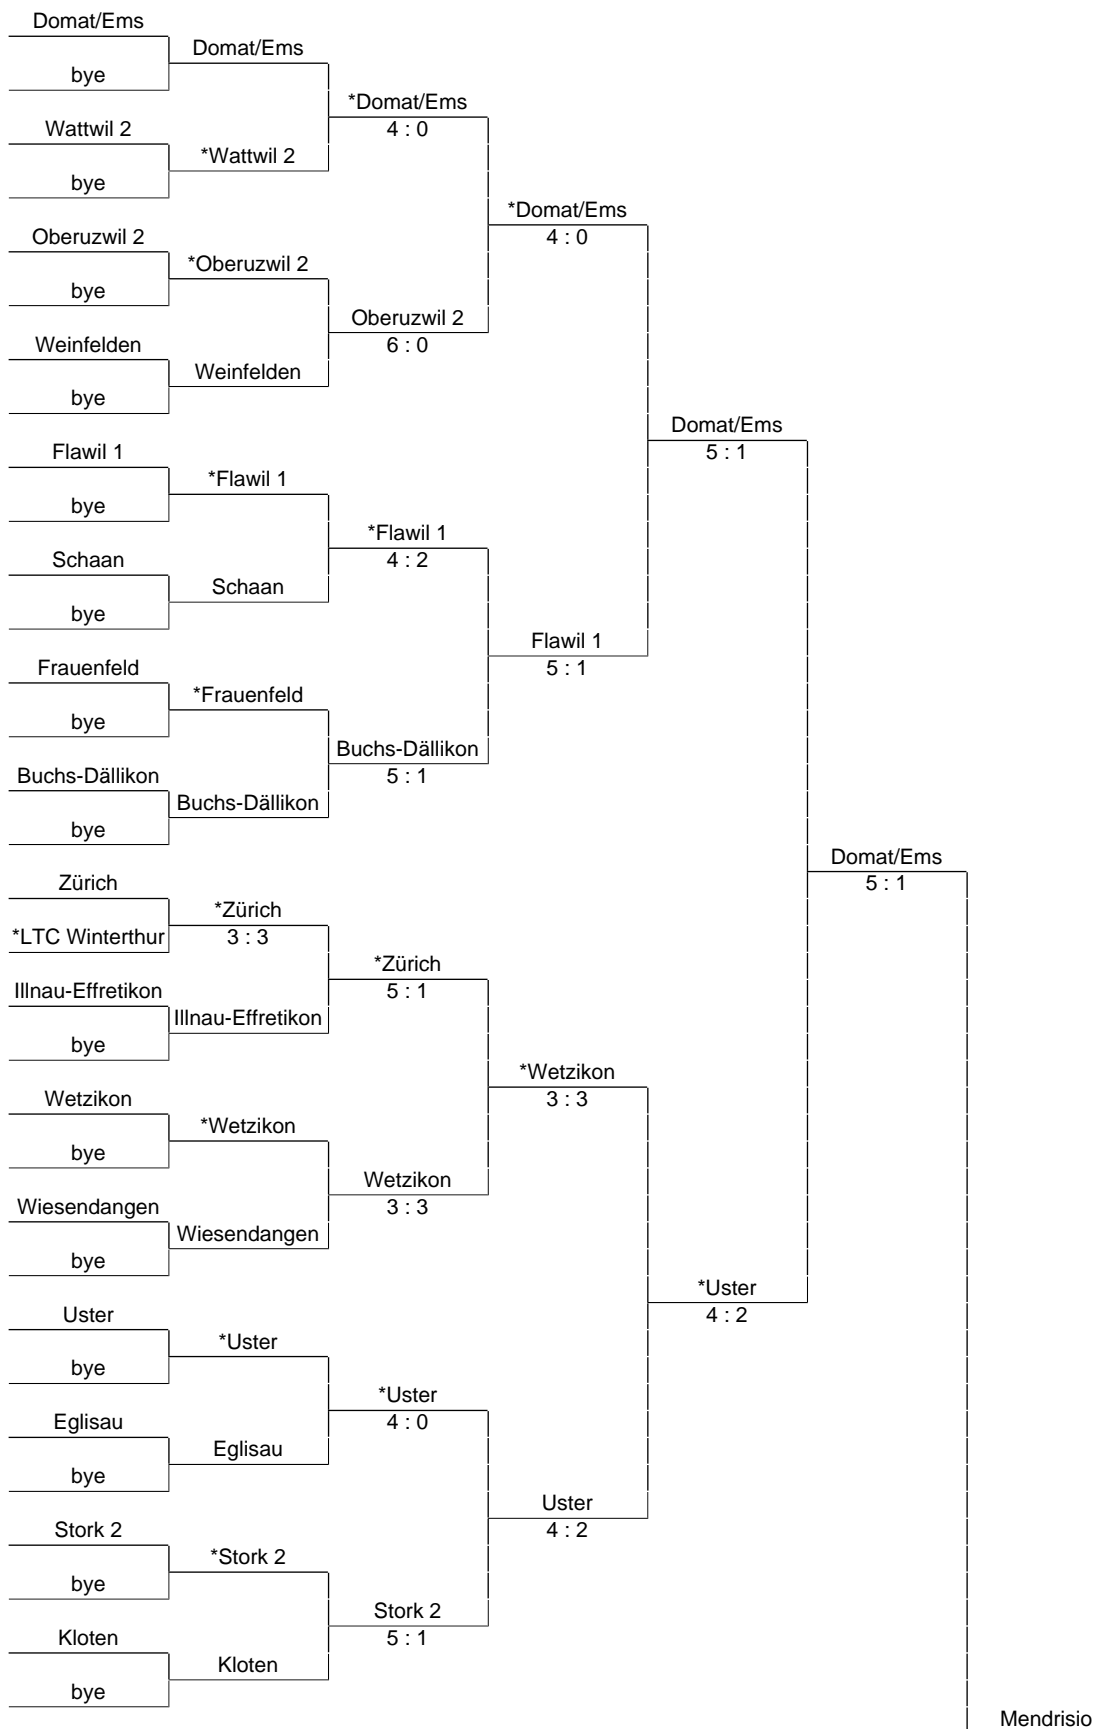 Domat/Ems
Domat/Ems
bye
*Domat/Ems
Wattwil 2
4 : 0
*Wattwil 2
bye
*Domat/Ems
Oberuzwil 2
4 : 0
*Oberuzwil 2
bye
Oberuzwil 2
Weinfelden
6 : 0
Weinfelden
bye
Domat/Ems
Flawil 1
5 : 1
*Flawil 1
bye
*Flawil 1
Schaan
4 : 2
Schaan
bye
Flawil 1
Frauenfeld
5 : 1
*Frauenfeld
bye
Buchs-Dällikon
Buchs-Dällikon
5 : 1
Buchs-Dällikon
bye
Domat/Ems
Zürich
5 : 1
*Zürich
*LTC Winterthur
3 : 3
*Zürich
Illnau-Effretikon
5 : 1
Illnau-Effretikon
bye
*Wetzikon
Wetzikon
3 : 3
*Wetzikon
bye
Wetzikon
Wiesendangen
3 : 3
Wiesendangen
bye
*Uster
Uster
4 : 2
*Uster
bye
*Uster
Eglisau
4 : 0
Eglisau
bye
Uster
Stork 2
4 : 2
*Stork 2
bye
Stork 2
Kloten
5 : 1
Kloten
bye
Mendrisio